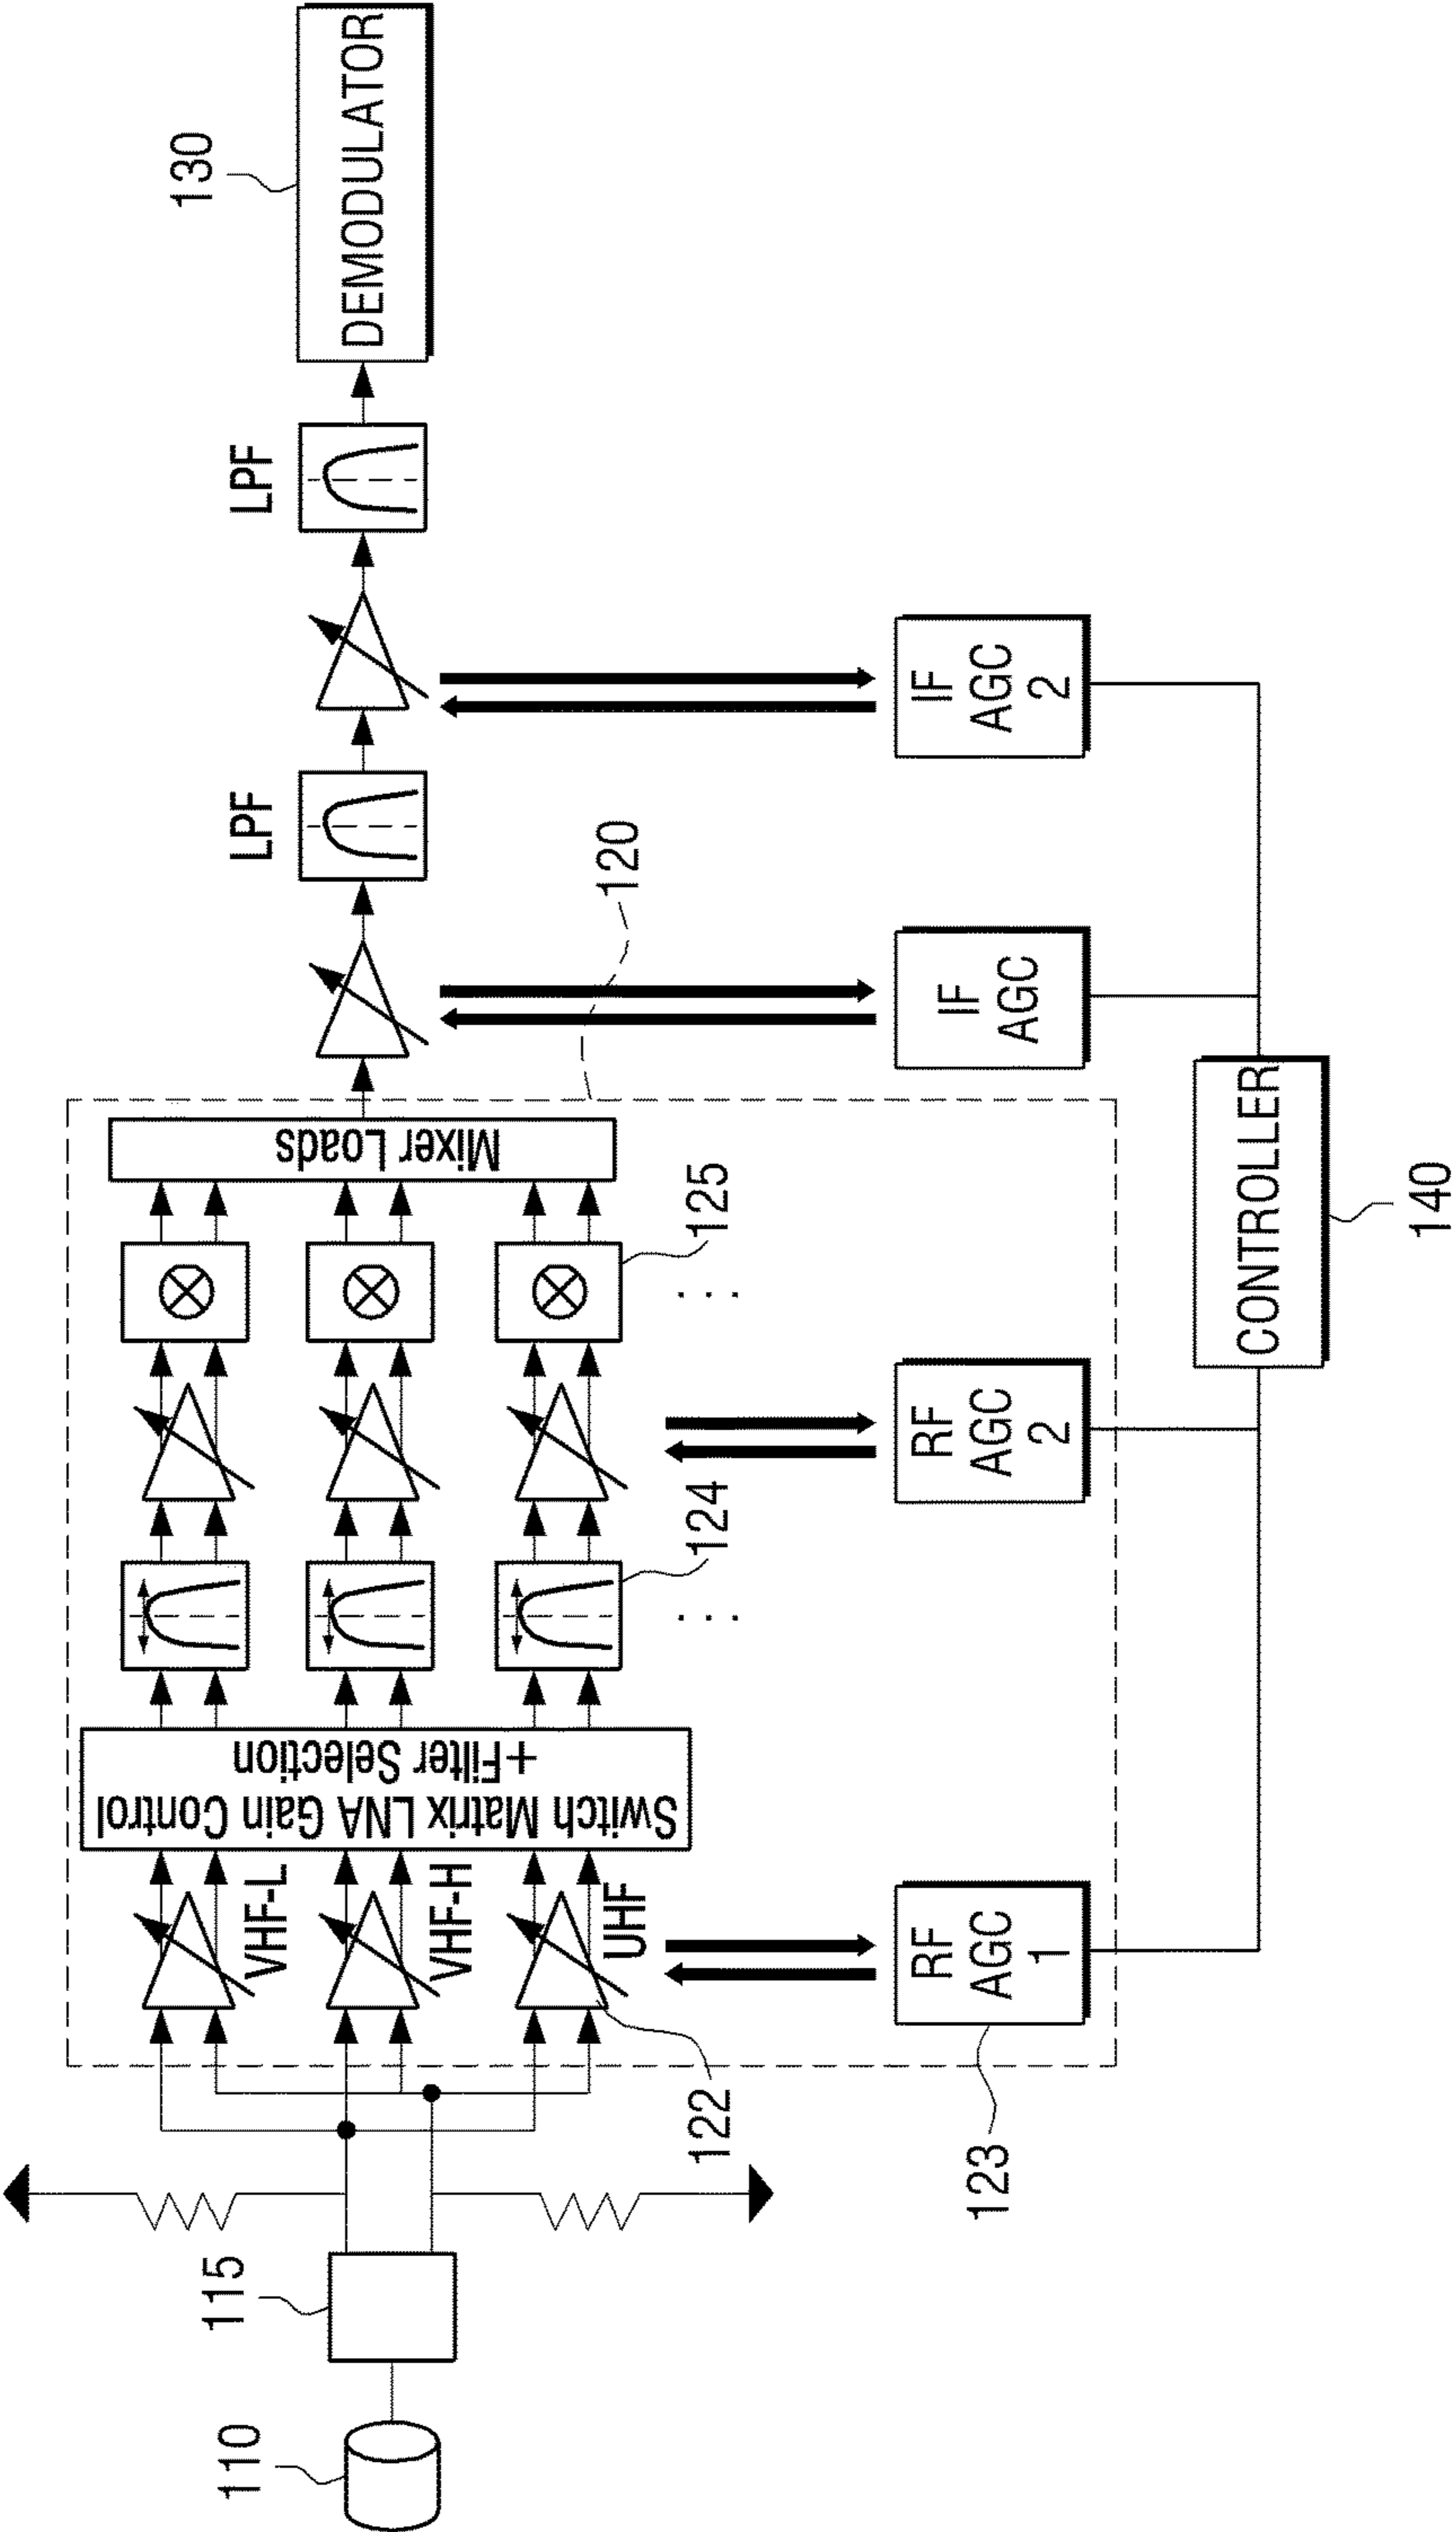 110
115
122
123
VHF-L
VHF-H
UHF
RF
AGC
1
Switch Matrix LNA Gain Control
+Filter Selection
124
. . .
RF
AGC
2
125
. . .
Mixer Loads
120
CONTROLLER
140
IF
AGC
LPF
IF
AGC
2
LPF
DEMODULATOR
130